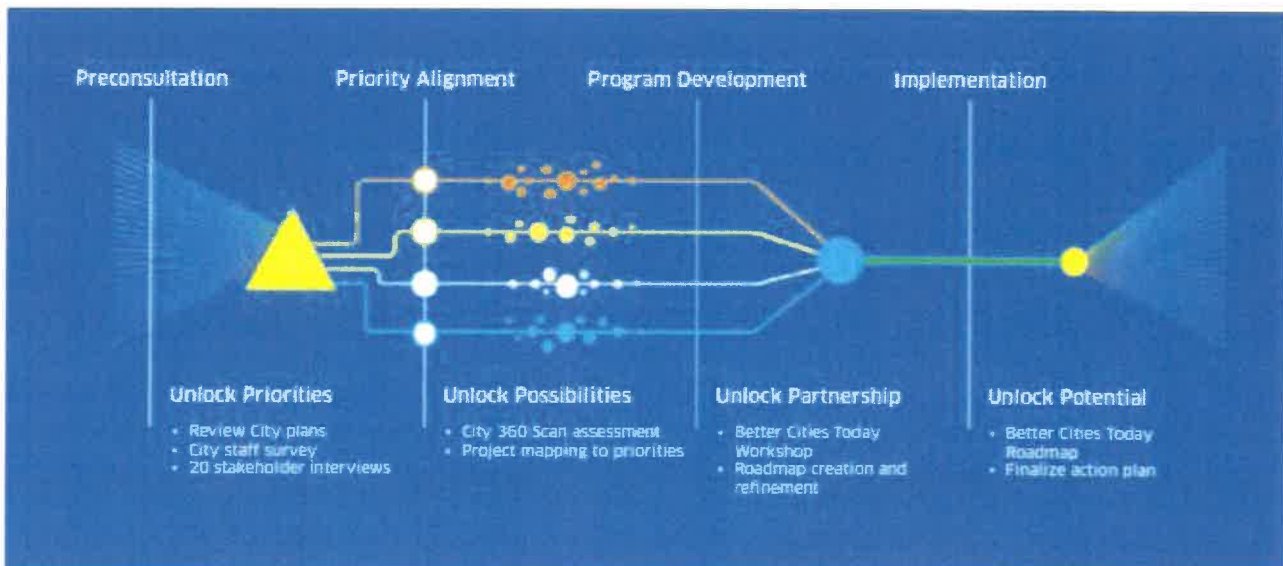 Preconsultation
Priority Alignment
Program Development
Implementation
Unlock Priorities
• Review City plans
• City staff survey
• 20 stakeholder interviews
Unlock Possibilities
• City 360 Scan assessment
• Project mapping to priorities
Unlock Partnership
• Better Cities Today
Workshop
• Roadmap creation and
refinement
Unlock Potential
• Better Cities Today
Roadmap
• Finalize action plan